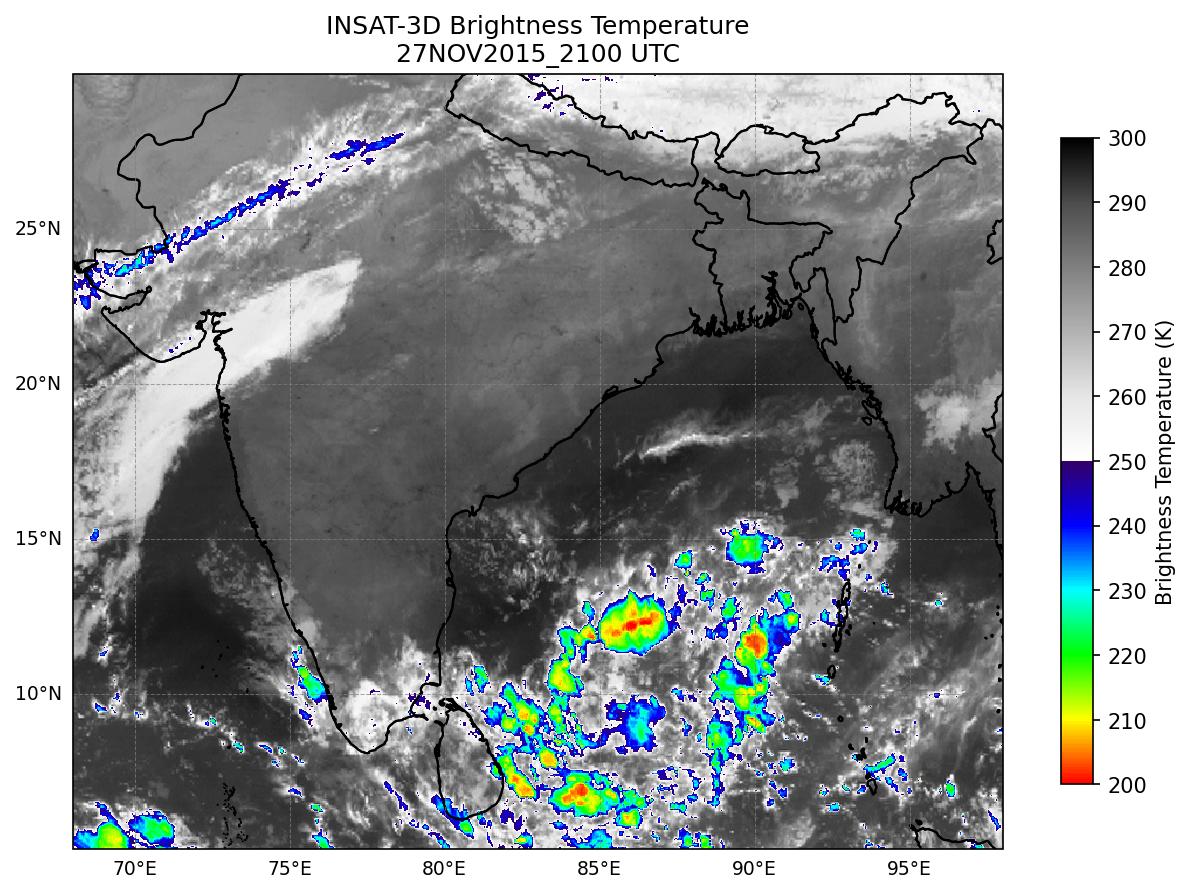 INSAT-3D Brightness Temperature
27NOV2015_2100 UTC
25°N
20°N
15°N
10°N
70°E
75°E
80°E
85°E
90°E
95°E
300
290
280
270
260
250
240
230
220
210
200
Brightness Temperature (K)